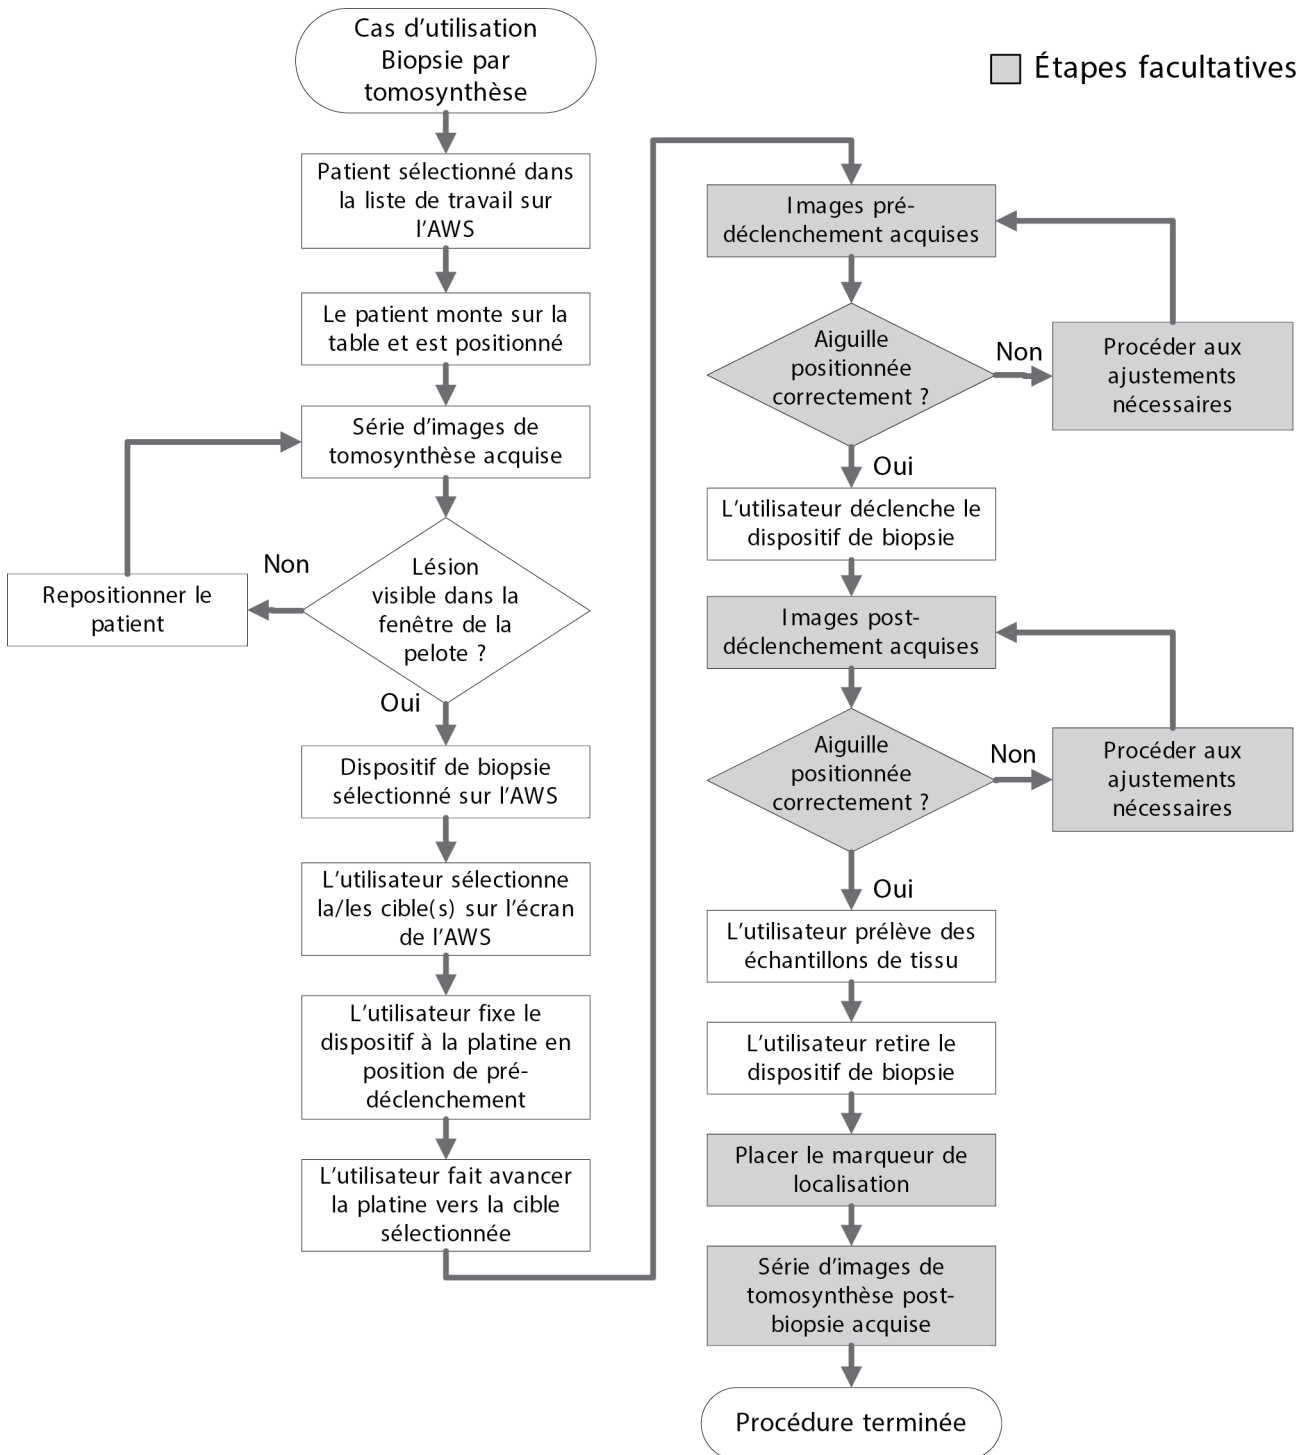 Cas d'utilisation
Biopsie par
tomosynthèse
Étapes facultatives
Patient sélectionné dans
la liste de travail sur
l'AWS
Le patient monte sur la
table et est positionné
Série d'images de
tomosynthèse acquise
Lésion
visible dans la
fenêtre de la
pelote ?
Non
Repositionner le
patient
Oui
Dispositif de biopsie
sélectionné sur l'AWS
L'utilisateur sélectionne
la/les cible(s) sur l'écran
de l'AWS
L'utilisateur fixe le
dispositif à la platine en
position de pré-
déclenchement
L'utilisateur fait avancer
la platine vers la cible
sélectionnée
Images pré-
déclenchement acquises
Aiguille
positionnée
correctement ?
Non
Procéder aux
ajustements
nécessaires
Oui
L'utilisateur déclenche le
dispositif de biopsie
Images post-
déclenchement acquises
Aiguille
positionnée
correctement ?
Non
Procéder aux
ajustements
nécessaires
Oui
L'utilisateur prélève des
échantillons de tissu
L'utilisateur retire le
dispositif de biopsie
Placer le marqueur de
localisation
Série d'images de
tomosynthèse post-
biopsie acquise
Procédure terminée